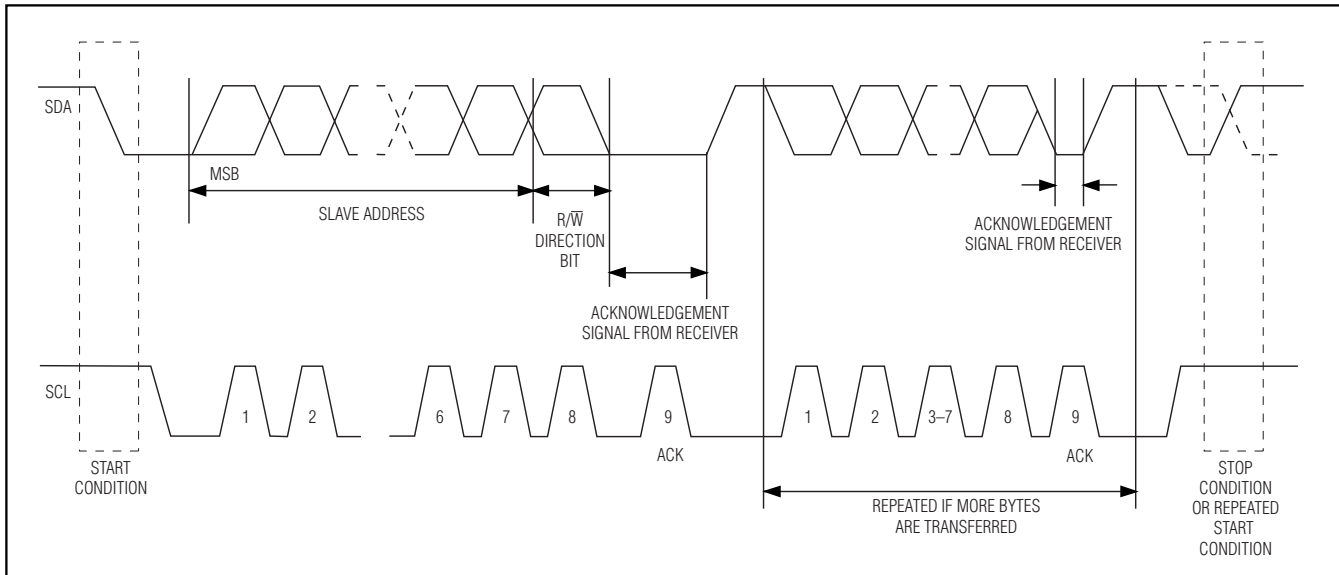 SDA
MSB
SLAVE ADDRESS
R/W̅
DIRECTION
BIT
ACKNOWLEDGEMENT
SIGNAL FROM RECEIVER
ACKNOWLEDGEMENT
SIGNAL FROM RECEIVER
SCL
1
2
6
7
8
9
ACK
1
2
3–7
8
9
ACK
START
CONDITION
REPEATED IF MORE BYTES
ARE TRANSFERRED
STOP
CONDITION
OR REPEATED
START
CONDITION